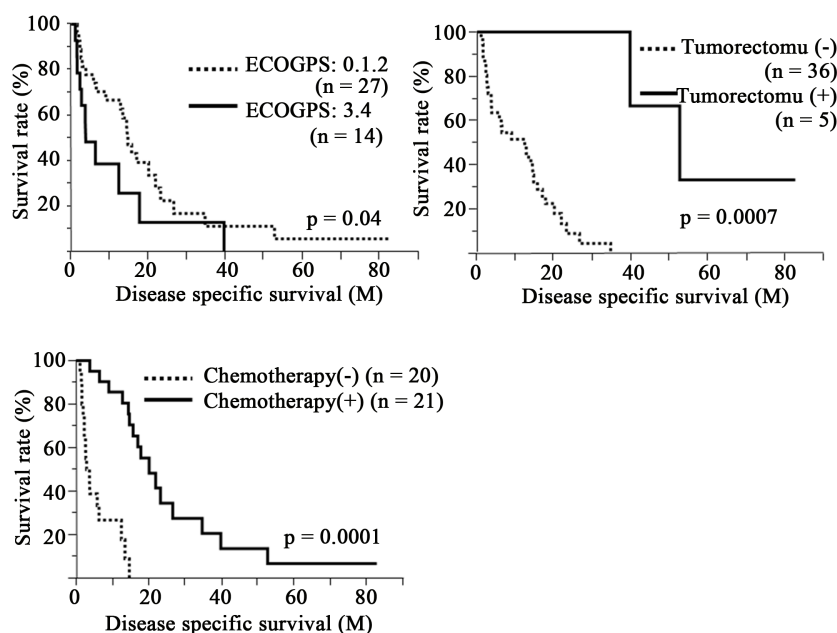 100
80
60
40
20
Survival rate (%)
ECOGPS: 0.1.2
(n = 27)
ECOGPS: 3.4
(n = 14)
p = 0.04
0 20 40 60 80
Disease specific survival (M)
100
80
60
40
20
Survival rate (%)
Tumorectomu (-)
(n = 36)
Tumorectomu (+)
(n = 5)
p = 0.0007
0 20 40 60 80
Disease specific survival (M)
100
80
60
40
20
Survival rate (%)
Chemotherapy(-) (n = 20)
Chemotherapy(+) (n = 21)
p = 0.0001
0 20 40 60 80
Disease specific survival (M)